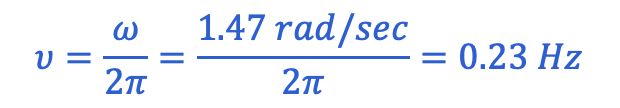 υ = ω/2π = 1.47 rad/sec / 2π = 0.23 Hz